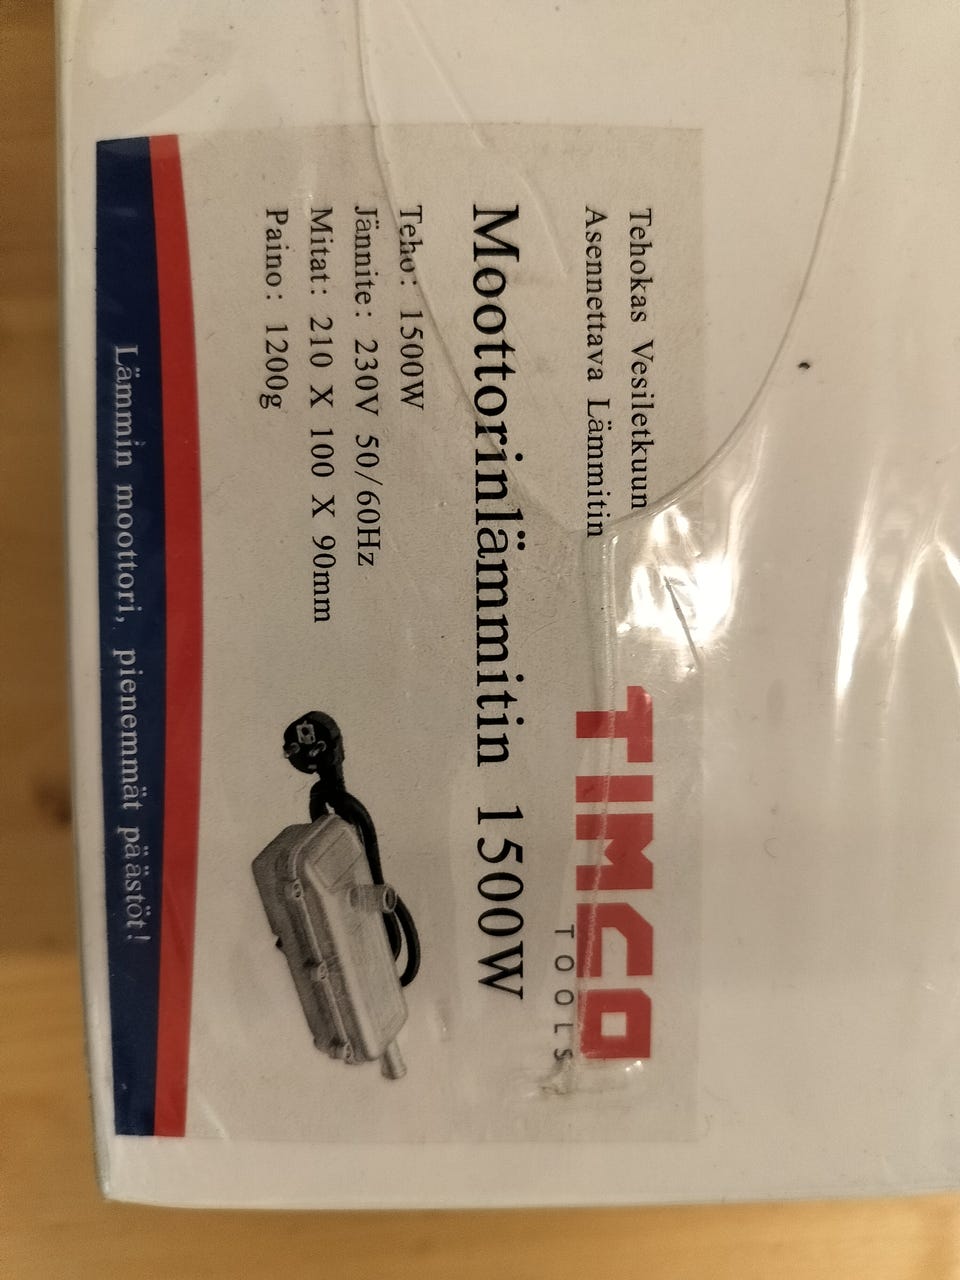 Tehokas Vesiletkuun
Asennettava Lämmitin
TIMCO
TOOLS
Moottorinlämmitin 1500W
Teho: 1500W
Jännite: 230V 50/60Hz
Mitat: 210 X 100 X 90mm
Paino: 1200g
Lämmin moottori, pienemmät päästöt!